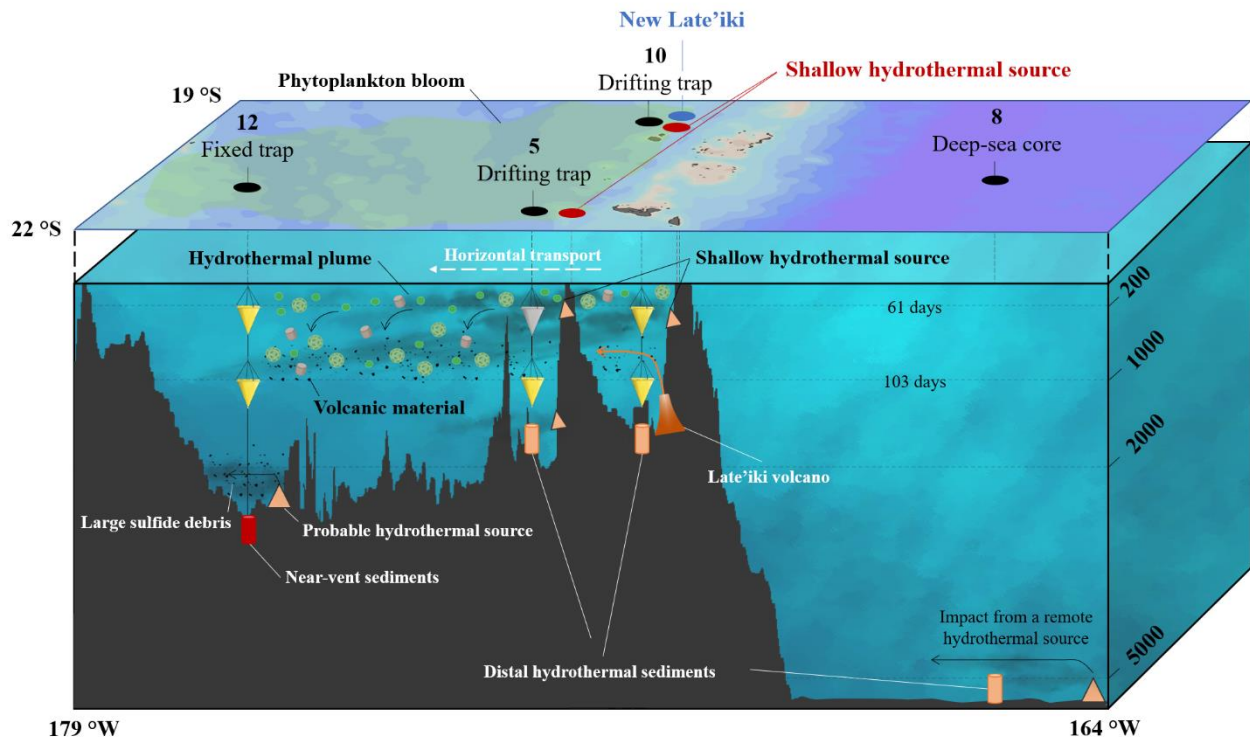 New Late'iki
10
Drifting trap
Shallow hydrothermal source
Phytoplankton bloom
19 °S
12
Fixed trap
5
Drifting trap
8
Deep-sea core
22 °S
Hydrothermal plume
Horizontal transport
Shallow hydrothermal source
200
61 days
1000
103 days
Volcanic material
2000
Late'iki volcano
Large sulfide debris
Probable hydrothermal source
Near-vent sediments
Impact from a remote
hydrothermal source
5000
Distal hydrothermal sediments
179 °W
164 °W